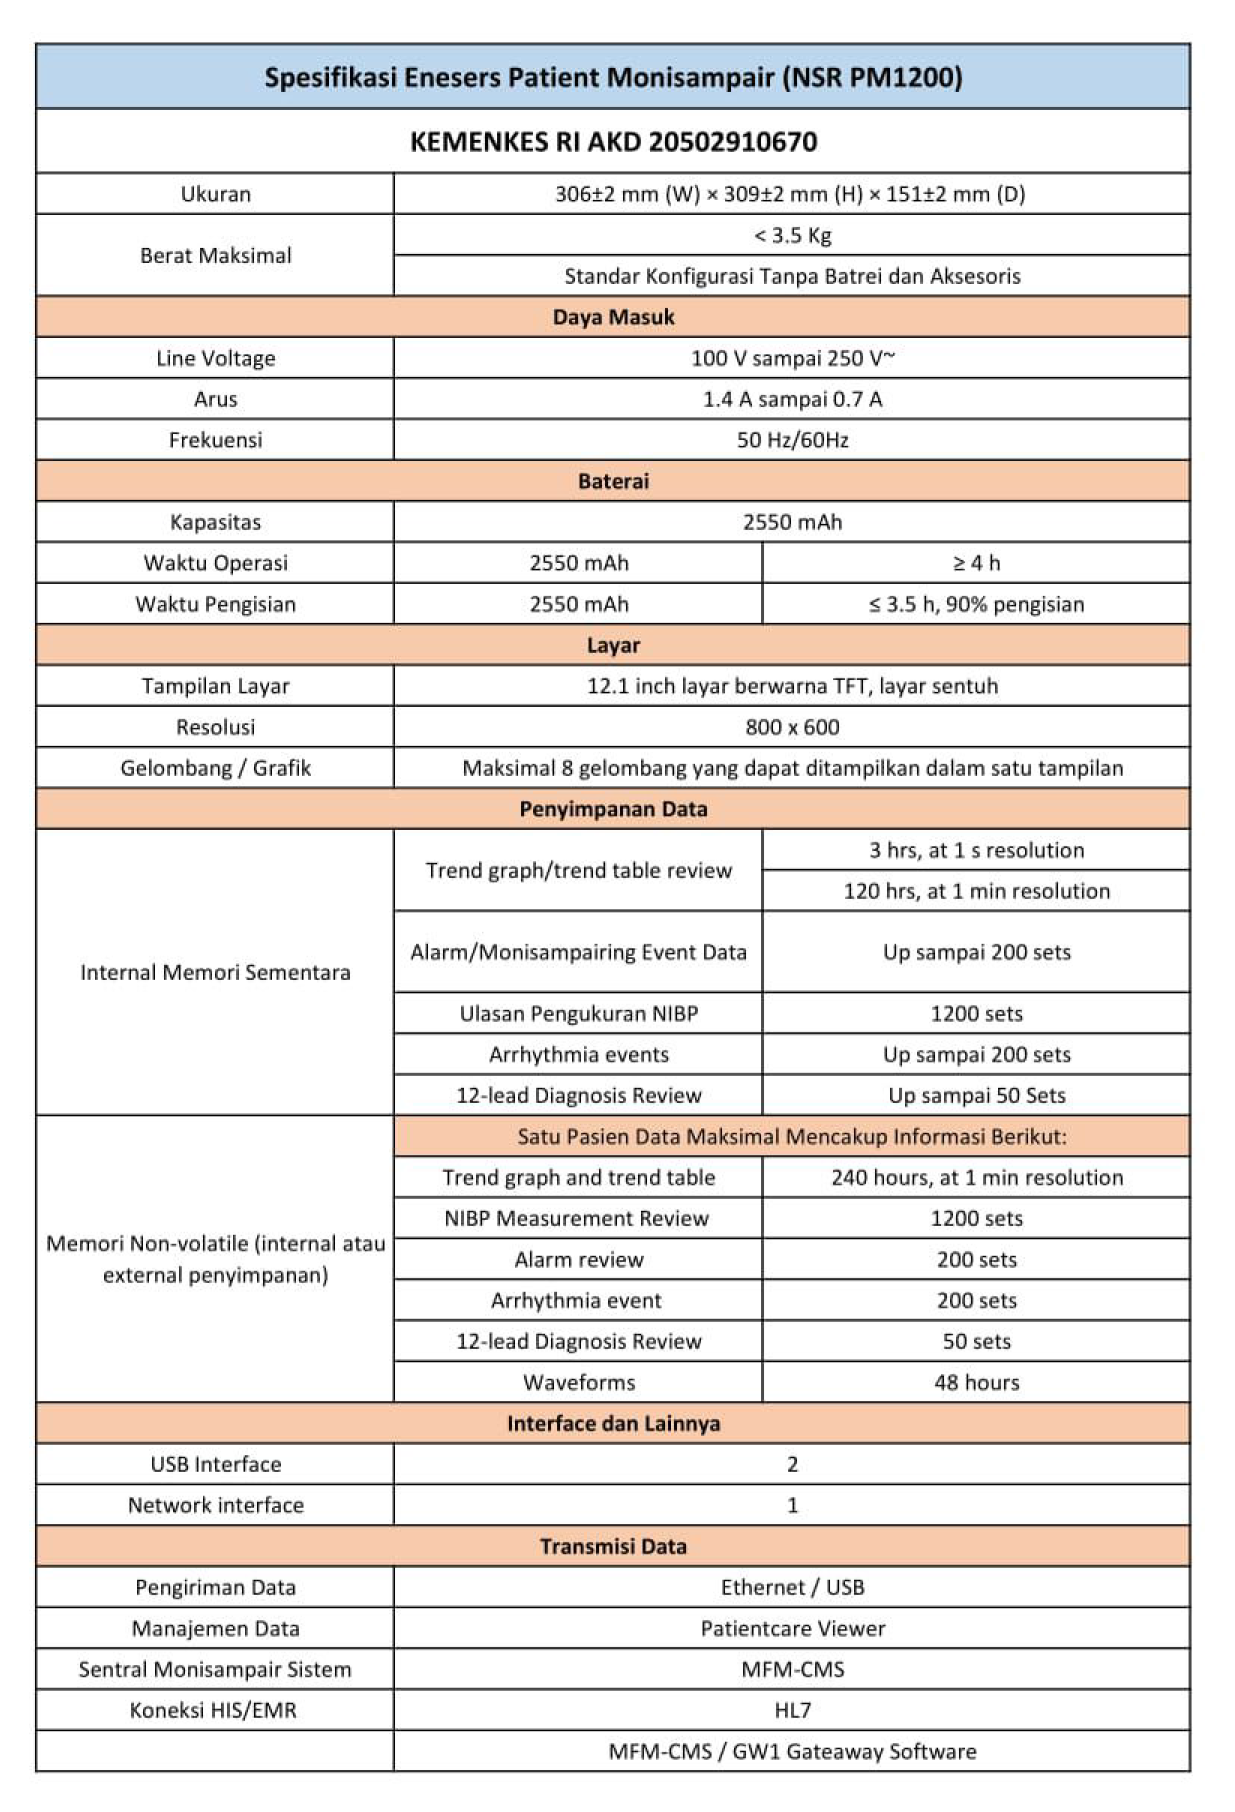 Spesifikasi Enesers Patient Monisampair (NSR PM1200)
KEMENKES RI AKD 20502910670
Ukuran 306±2 mm (W) × 309±2 mm (H) × 151±2 mm (D)
Berat Maksimal
< 3.5 Kg
Standar Konfigurasi Tanpa Batrei dan Aksesoris
Daya Masuk
Line Voltage 100 V sampai 250 V~
Arus 1.4 A sampai 0.7 A
Frekuensi 50 Hz/60Hz
Baterai
Kapasitas 2550 mAh
Waktu Operasi 2550 mAh ≥ 4 h
Waktu Pengisian 2550 mAh ≤ 3.5 h, 90% pengisian
Layar
Tampilan Layar 12.1 inch layar berwarna TFT, layar sentuh
Resolusi 800 x 600
Gelombang / Grafik Maksimal 8 gelombang yang dapat ditampilkan dalam satu tampilan
Penyimpanan Data
Internal Memori Sementara
Trend graph/trend table review
3 hrs, at 1 s resolution
120 hrs, at 1 min resolution
Alarm/Monisampairing Event Data Up sampai 200 sets
Ulasan Pengukuran NIBP 1200 sets
Arrhythmia events Up sampai 200 sets
12-lead Diagnosis Review Up sampai 50 Sets
Memori Non-volatile (internal atau
external penyimpanan)
Satu Pasien Data Maksimal Mencakup Informasi Berikut:
Trend graph and trend table 240 hours, at 1 min resolution
NIBP Measurement Review 1200 sets
Alarm review 200 sets
Arrhythmia event 200 sets
12-lead Diagnosis Review 50 sets
Waveforms 48 hours
Interface dan Lainnya
USB Interface 2
Network interface 1
Transmisi Data
Pengiriman Data Ethernet / USB
Manajemen Data Patientcare Viewer
Sentral Monisampair Sistem MFM-CMS
Koneksi HIS/EMR HL7
MFM-CMS / GW1 Gateaway Software